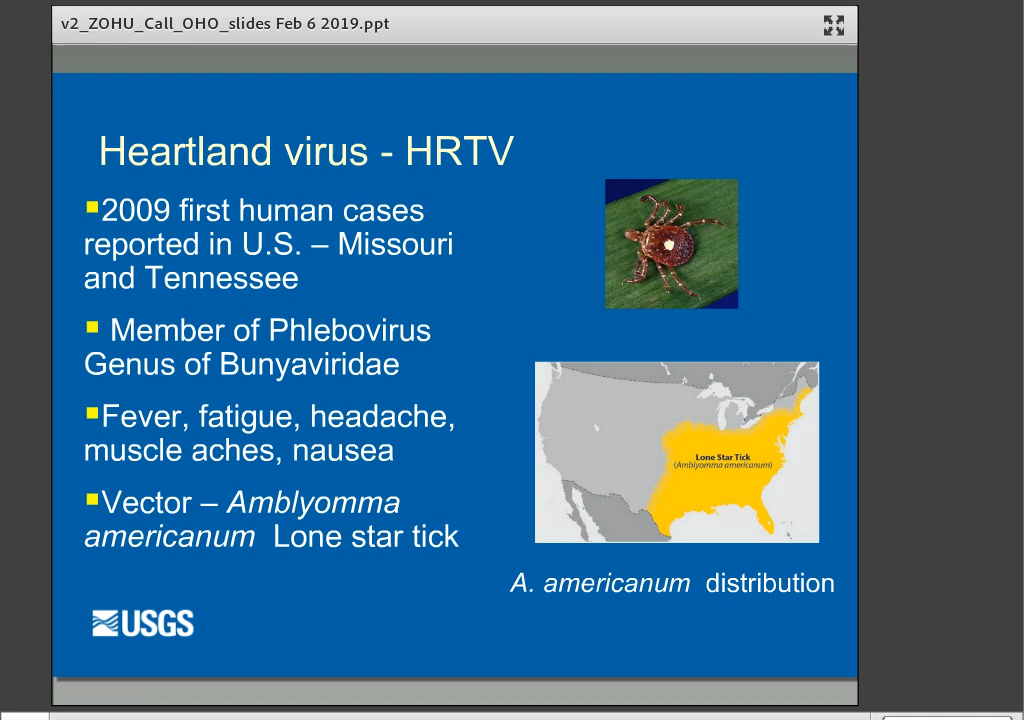 v2_ZOHU_Call_OHO_slides Feb 6 2019.ppt
Heartland virus - HRTV
▪2009 first human cases
reported in U.S. – Missouri
and Tennessee
▪ Member of Phlebovirus
Genus of Bunyaviridae
▪Fever, fatigue, headache,
muscle aches, nausea
▪Vector – Amblyomma
americanum Lone star tick
Lone Star Tick
(Amblyomma americanum)
A. americanum distribution
USGS